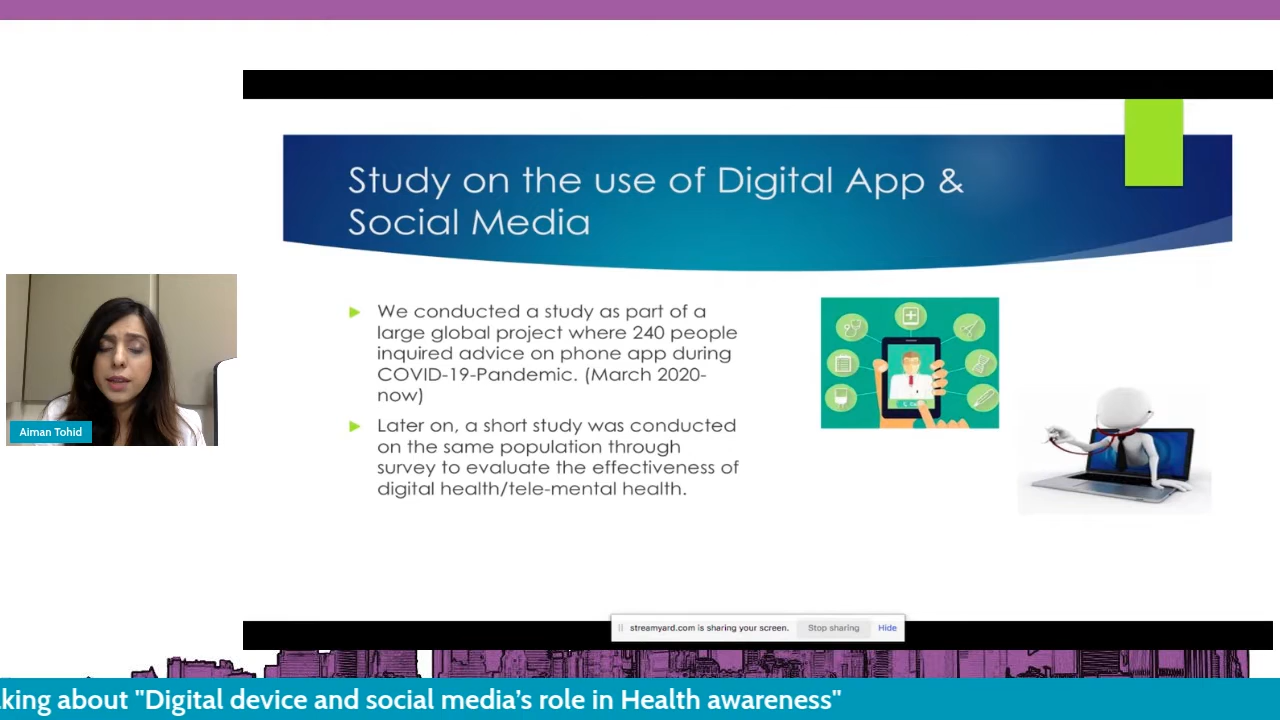 Study on the use of Digital App &
Social Media
We conducted a study as part of a
large global project where 240 people
inquired advice on phone app during
COVID-19-Pandemic. (March 2020-
now)
Later on, a short study was conducted
on the same population through
survey to evaluate the effectiveness of
digital health/tele-mental health.
Aiman Tohid
streamyard.com is sharing your screen.
Stop sharing
Hide
king about "Digital device and social media's role in Health awareness"